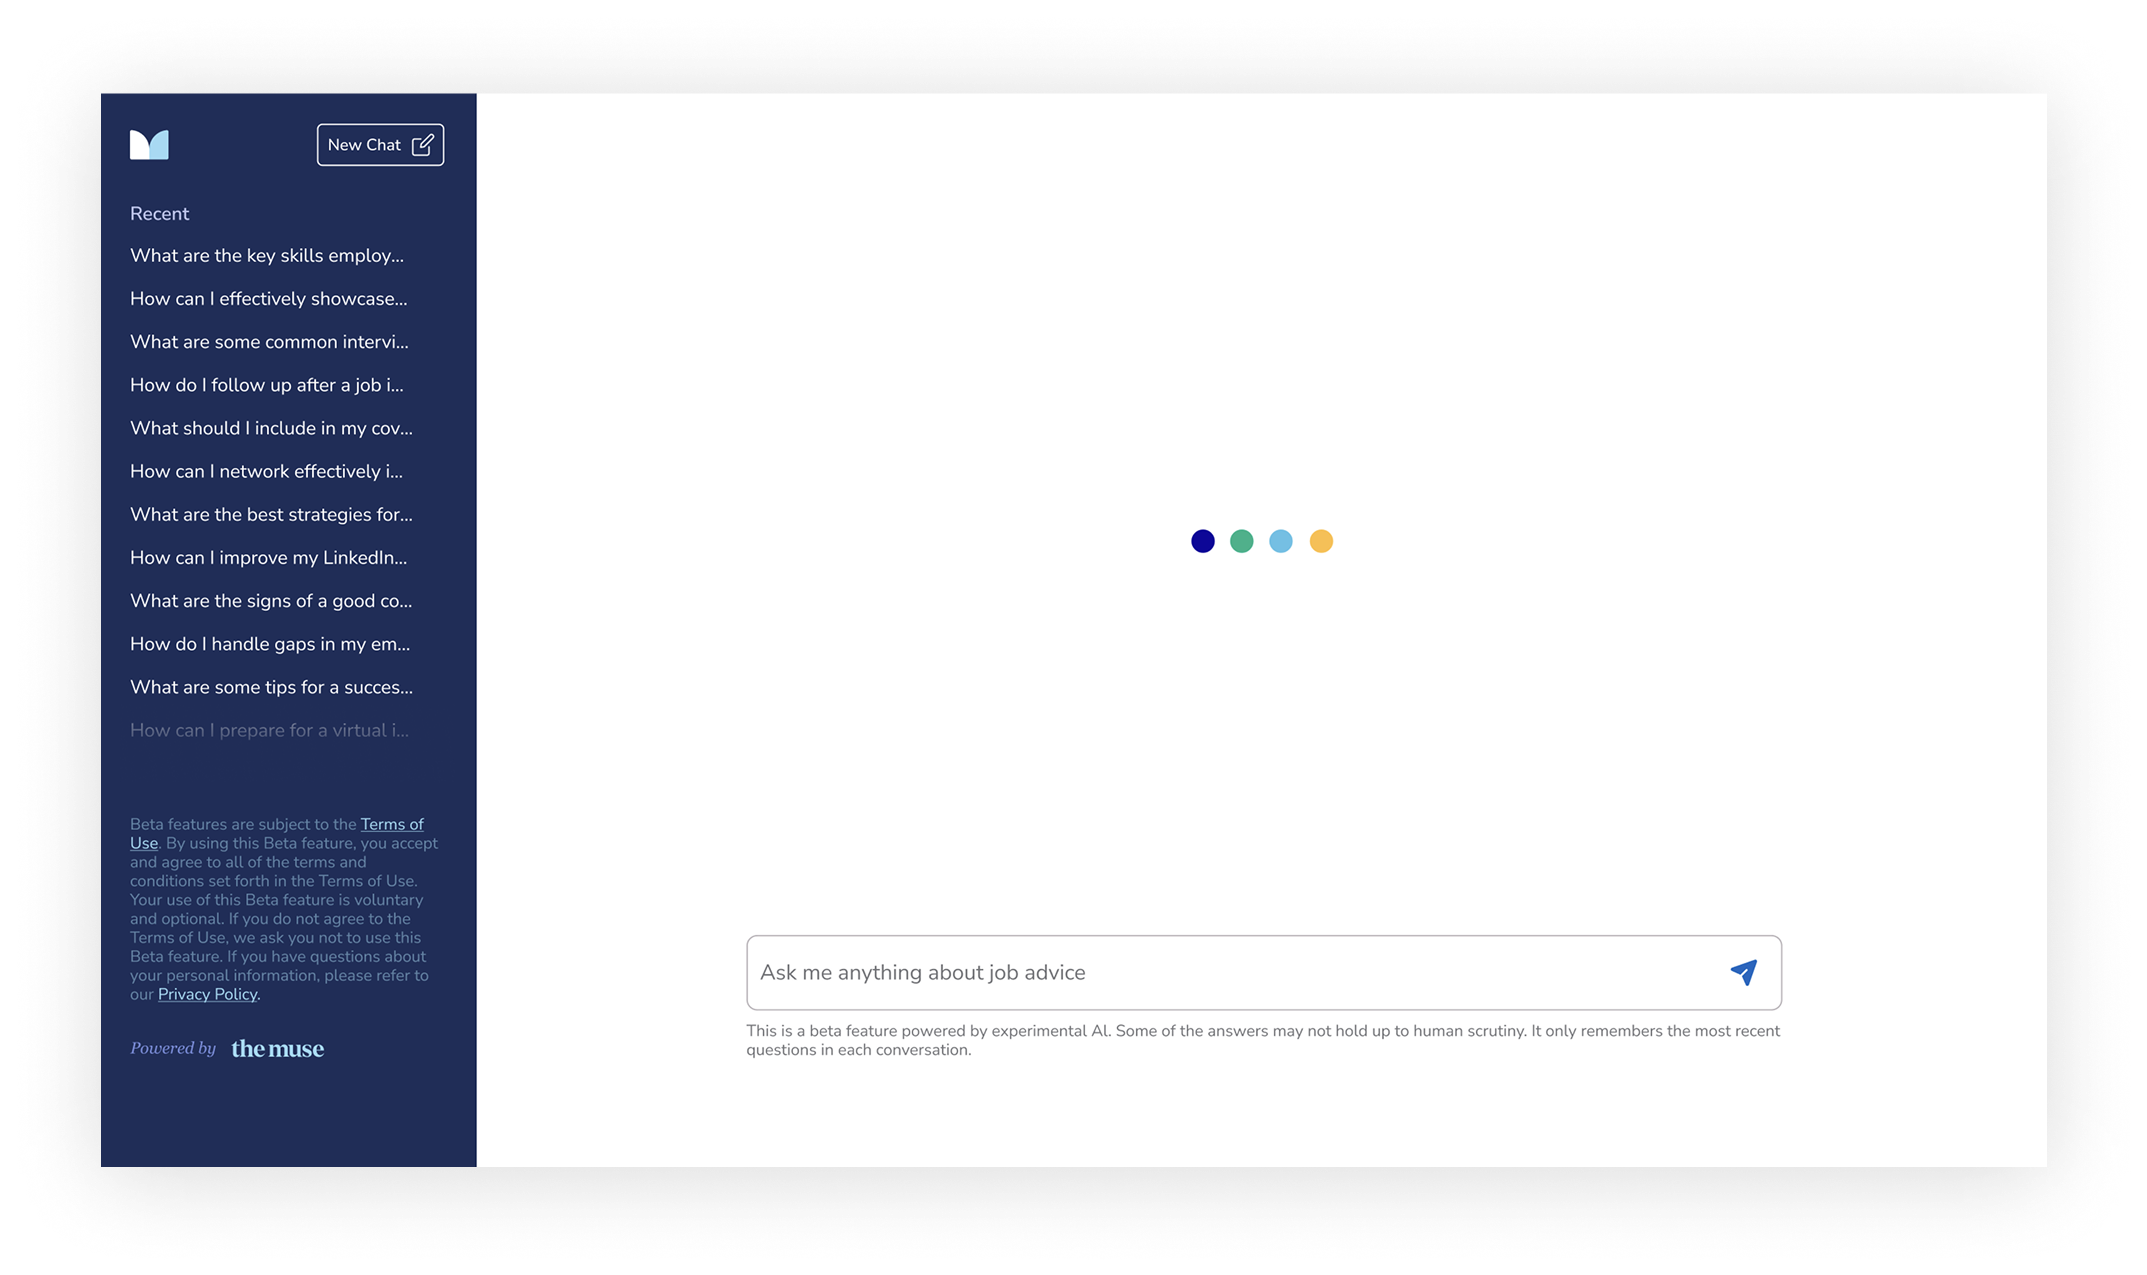 New Chat
Recent
What are the key skills employ...
How can I effectively showcase...
What are some common intervi...
How do I follow up after a job i...
What should I include in my cov...
How can I network effectively i...
What are the best strategies for...
How can I improve my LinkedIn...
What are the signs of a good co...
How do I handle gaps in my em...
What are some tips for a succes...
How can I prepare for a virtual i...
Beta features are subject to the Terms of
Use. By using this Beta feature, you accept
and agree to all of the terms and
conditions set forth in the Terms of Use.
Your use of this Beta feature is voluntary
and optional. If you do not agree to the
Terms of Use, we ask you not to use this
Beta feature. If you have questions about
your personal information, please refer to
our Privacy Policy.
Powered by the muse
Ask me anything about job advice
This is a beta feature powered by experimental AI. Some of the answers may not hold up to human scrutiny. It only remembers the most recent
questions in each conversation.